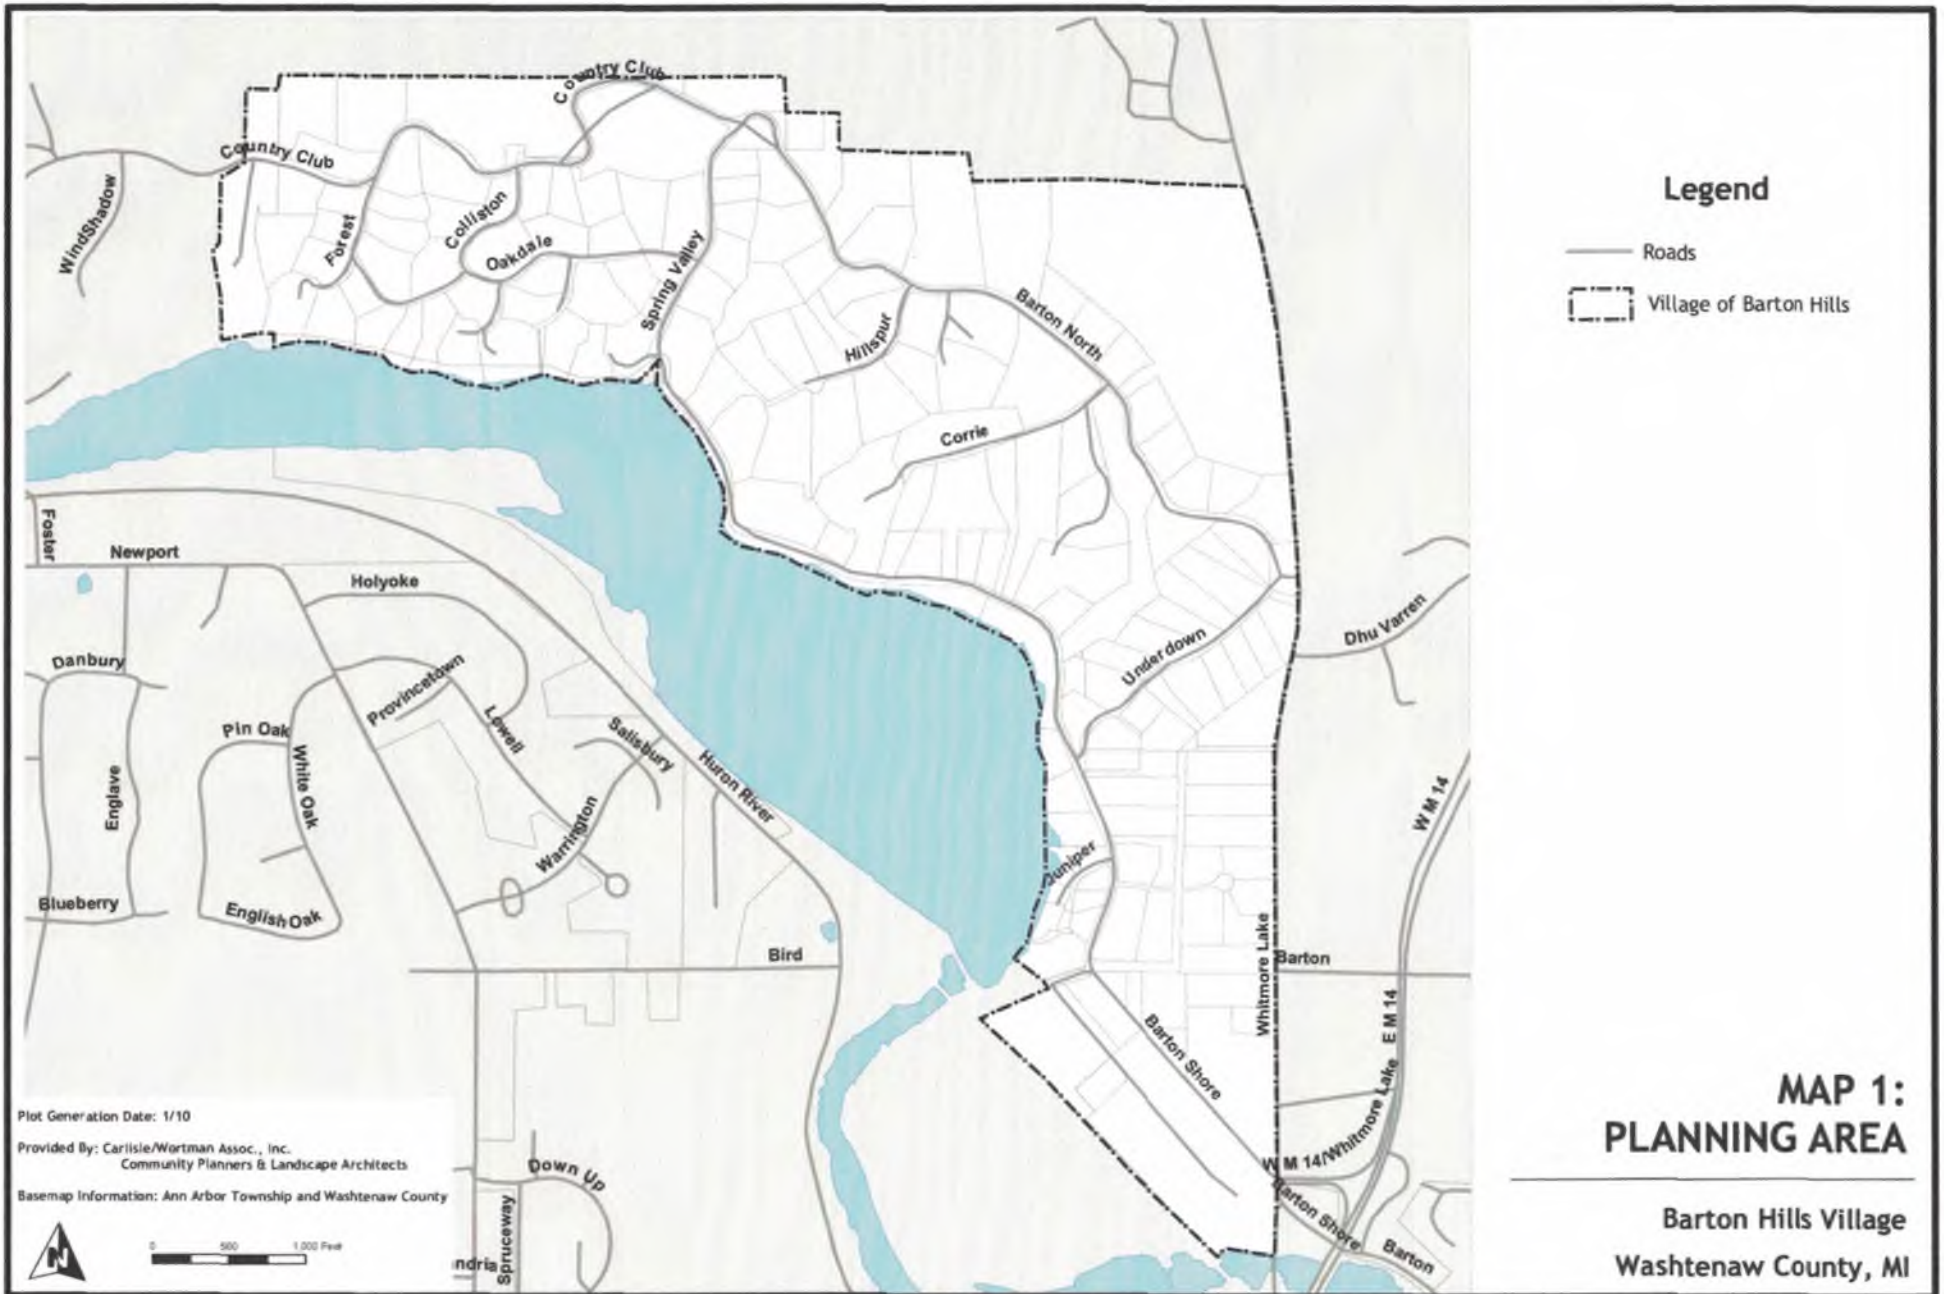 Country Club
Country Club
WindShadow
Forest
Colliston
Oakdale
Spring Valley
Hillspur
Barton North
Corrie
Foster
Newport
Holyoke
Danbury
Provincetown
Lowell
Pin Oak
White Oak
Englave
Salisbury
Huron River
Warrington
Blueberry
English Oak
Bird
Underdown
Dhu Varren
W M 14
Juniper
Whitmore Lake
Barton
E M 14
Barton Shore
W M 14/Whitmore Lake
Barton Shore
Barton
Down Up
Spruceway
ndria
Legend
Roads
Village of Barton Hills
Plot Generation Date: 1/10
Provided By: Carlisle/Wortman Assoc., Inc.
Community Planners & Landscape Architects
Basemap Information: Ann Arbor Township and Washtenaw County
N
0 500 1,000 Feet
MAP 1:
PLANNING AREA
Barton Hills Village
Washtenaw County, MI